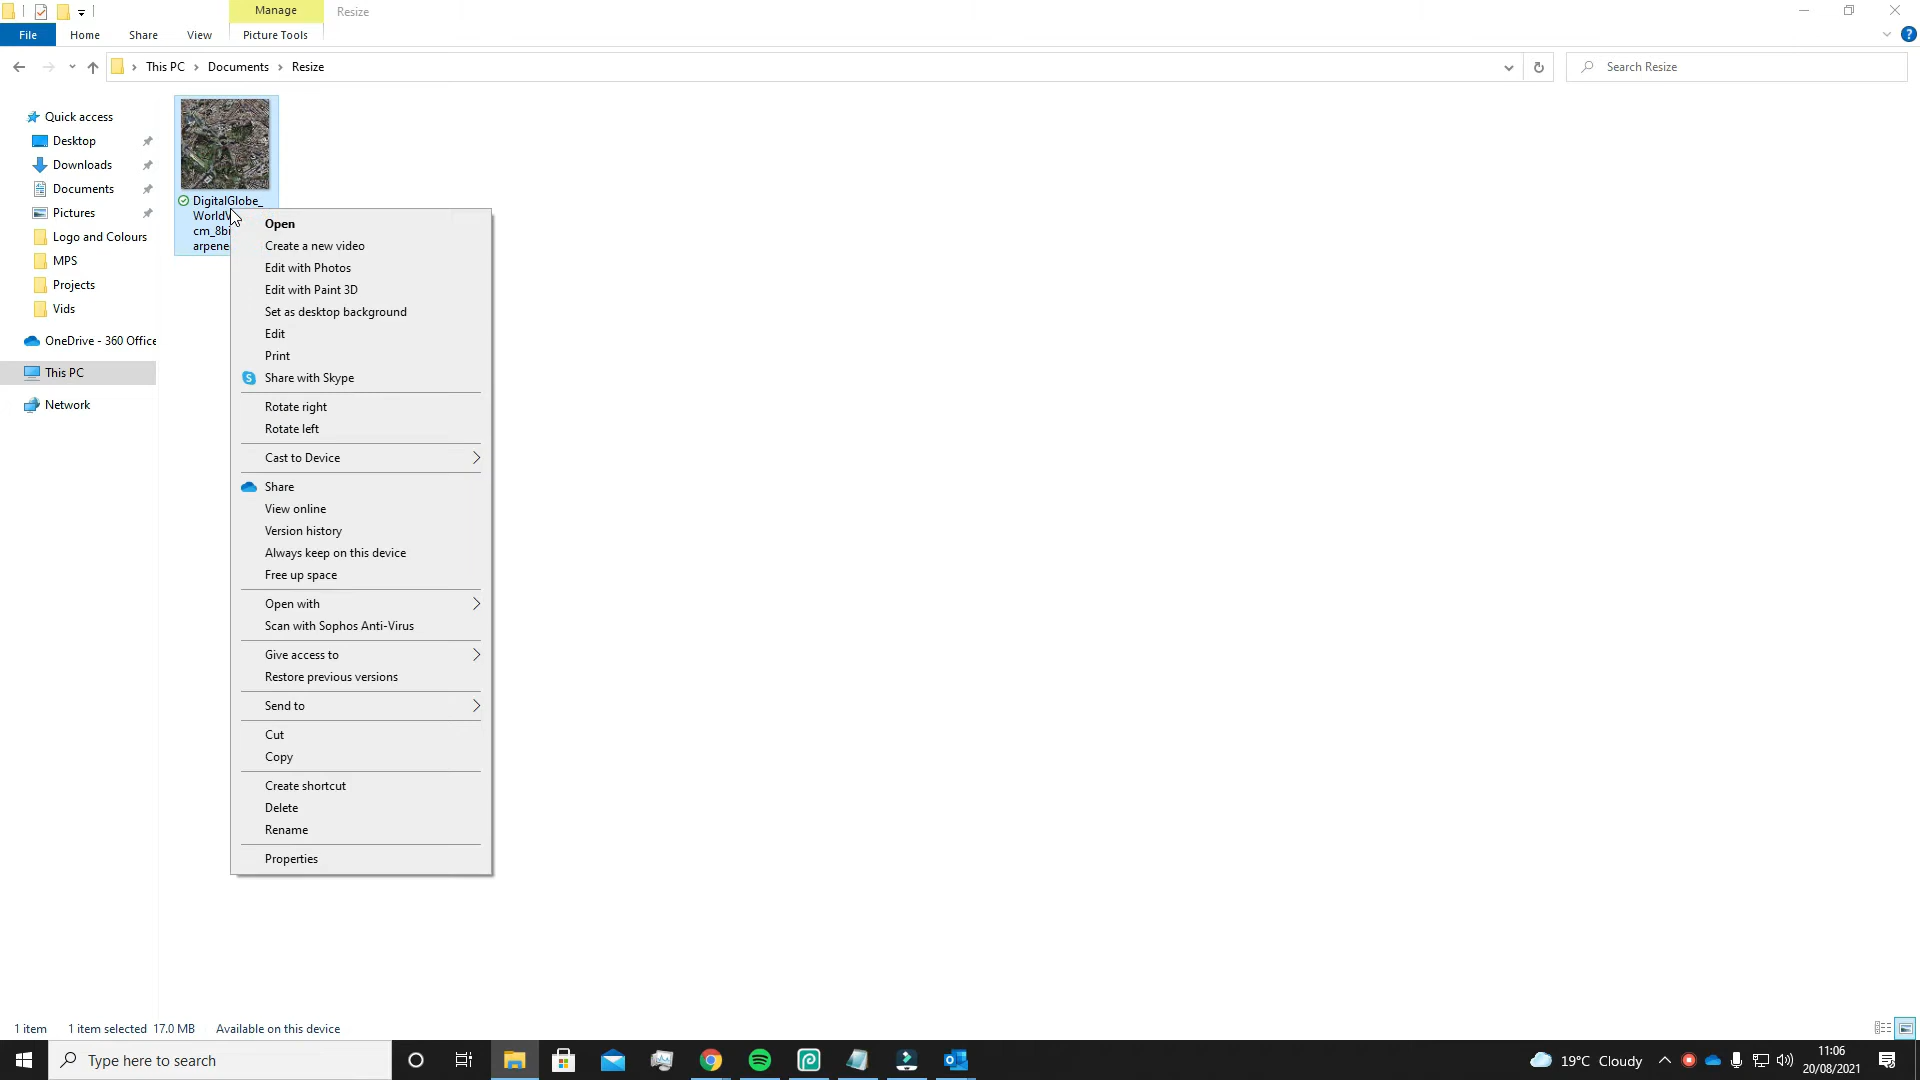 Manage
Resize
File
Home
Share
View
Picture Tools
This PC
Documents
Resize
Search Resize
Quick access
Desktop
Downloads
Documents
Pictures
Logo and Colours
MPS
Projects
Vids
OneDrive - 360 Office
This PC
Network
DigitalGlobe_
Open
Create a new video
Edit with Photos
Edit with Paint 3D
Set as desktop background
Edit
Print
Share with Skype
Rotate right
Rotate left
Cast to Device
Share
View online
Version history
Always keep on this device
Free up space
Open with
Scan with Sophos Anti-Virus
Give access to
Restore previous versions
Send to
Cut
Copy
Create shortcut
Delete
Rename
Properties
1 item 1 item selected 17.0 MB Available on this device
Type here to search
19°C Cloudy
11:06
20/08/2021